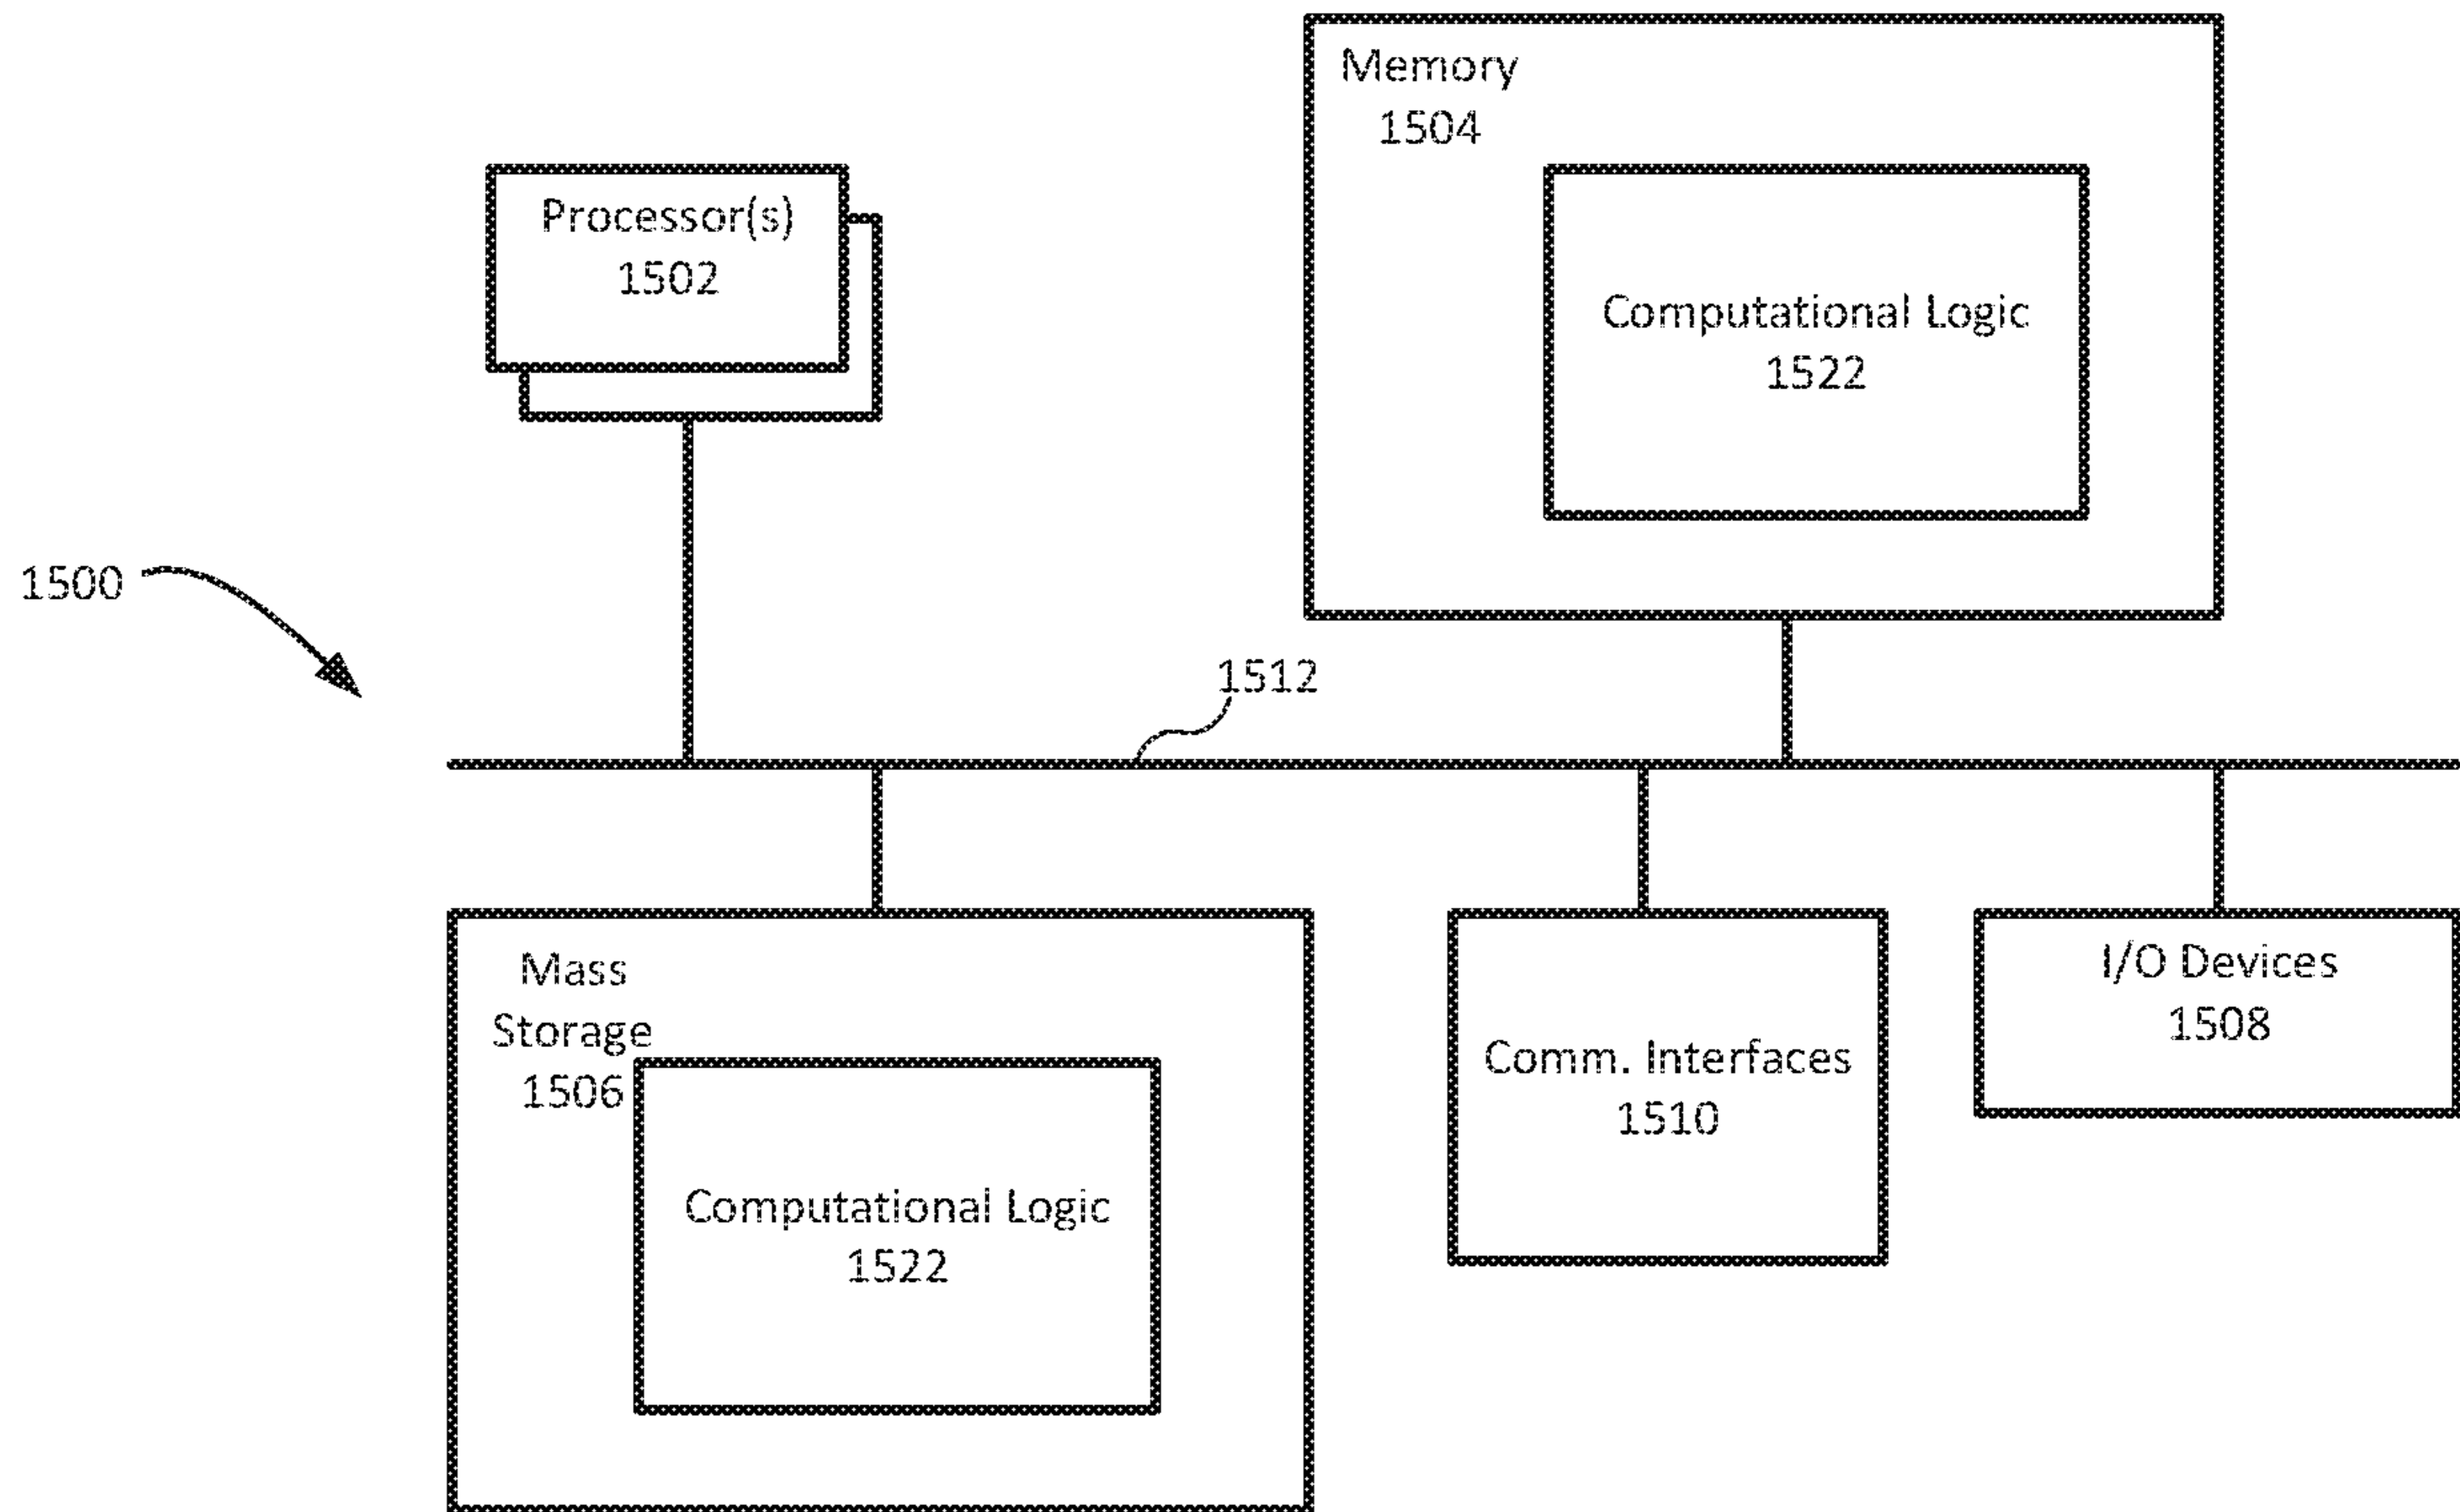 Memory
1504
Processor(s)
1502
Computational Logic
1522
1500
1512
Mass
Storage
1506
Computational Logic
1522
Comm. Interfaces
1510
I/O Devices
1508